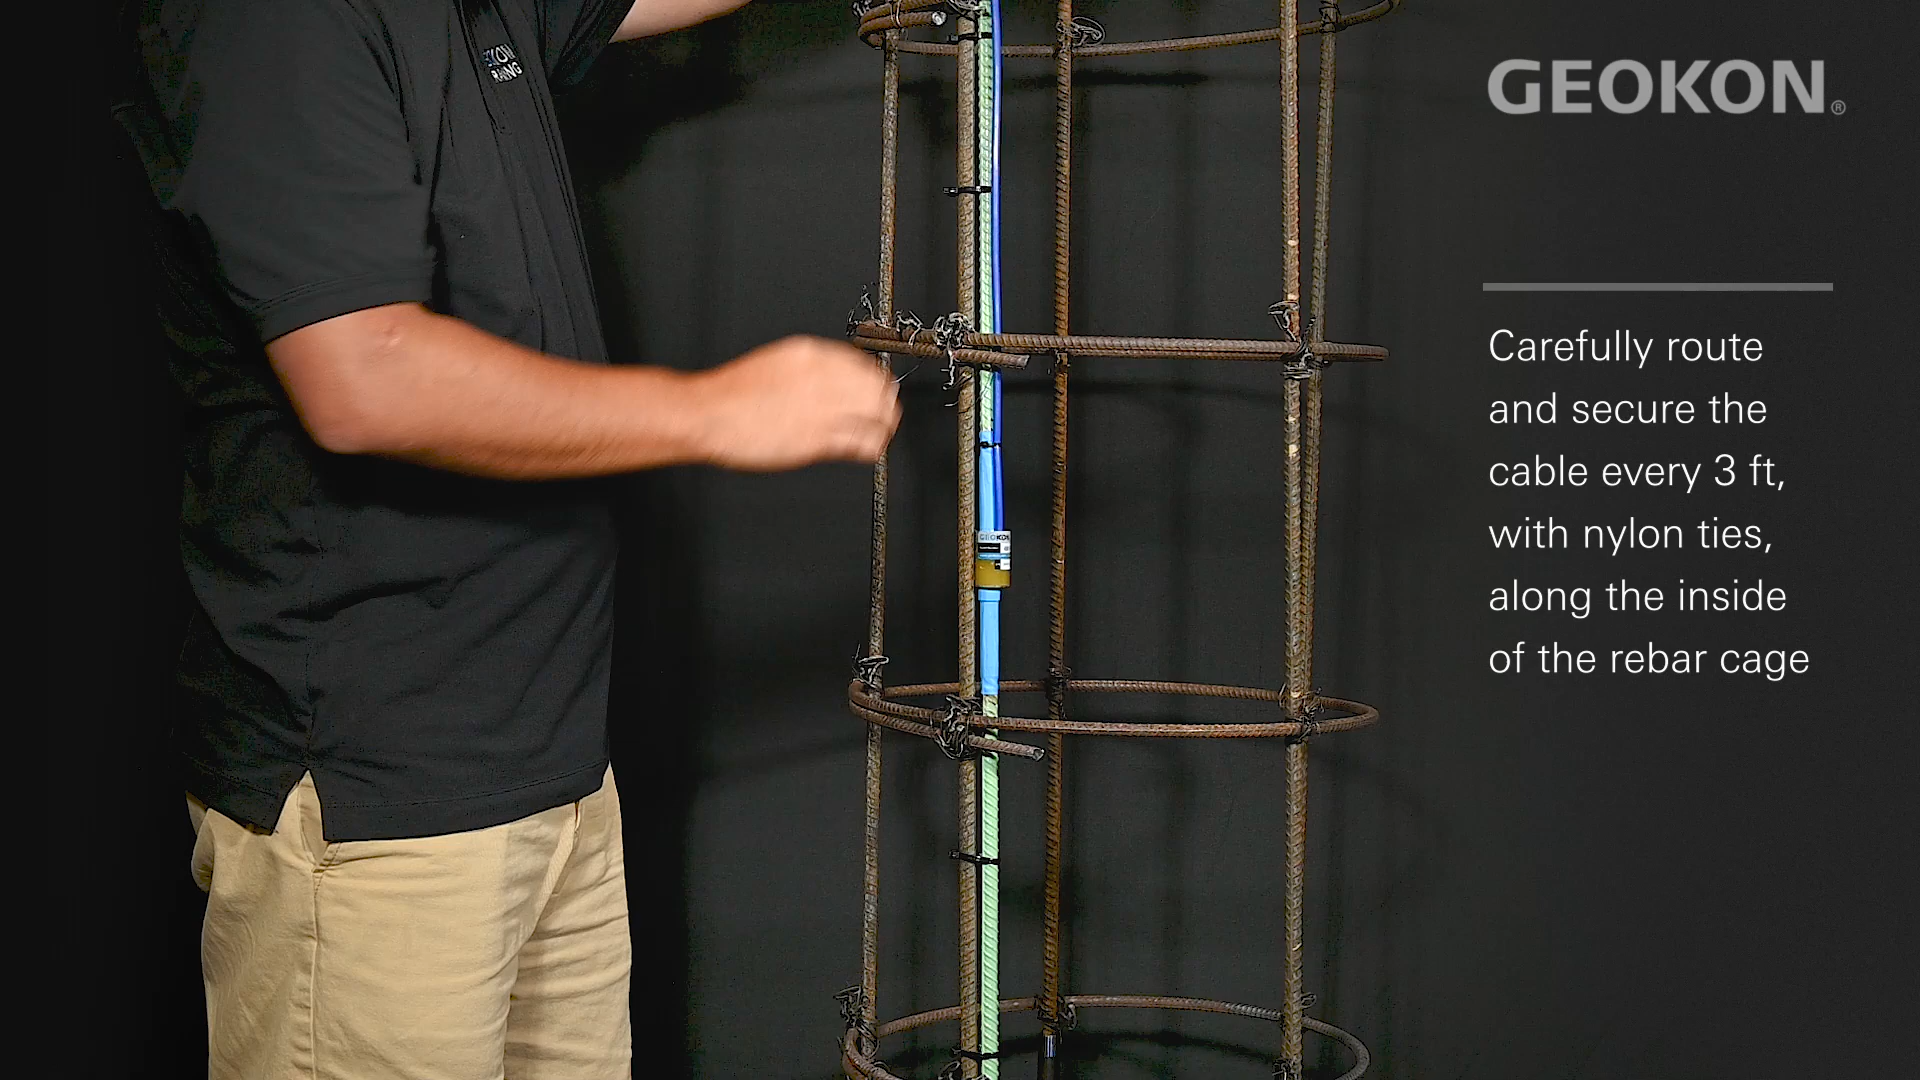 GEOKON®
Carefully route
and secure the
cable every 3 ft,
with nylon ties,
along the inside
of the rebar cage
GEOKON